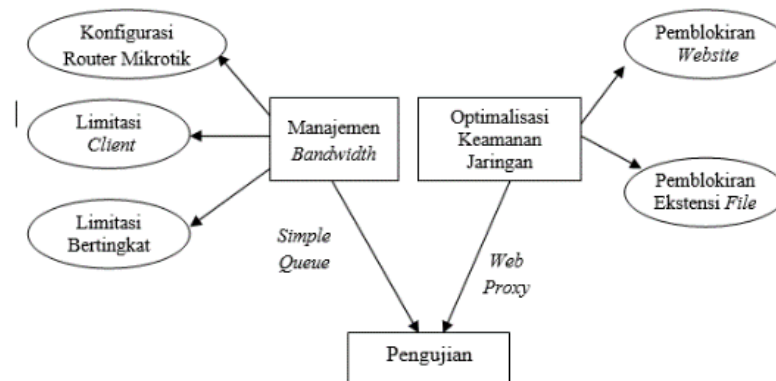 Konfigurasi
Router Mikrotik
Limitasi
Client
Limitasi
Bertingkat
Manajemen
Bandwidth
Optimalisasi
Keamanan
Jaringan
Pemblokiran
Website
Pemblokiran
Ekstensi File
Simple
Queue
Web
Proxy
Pengujian